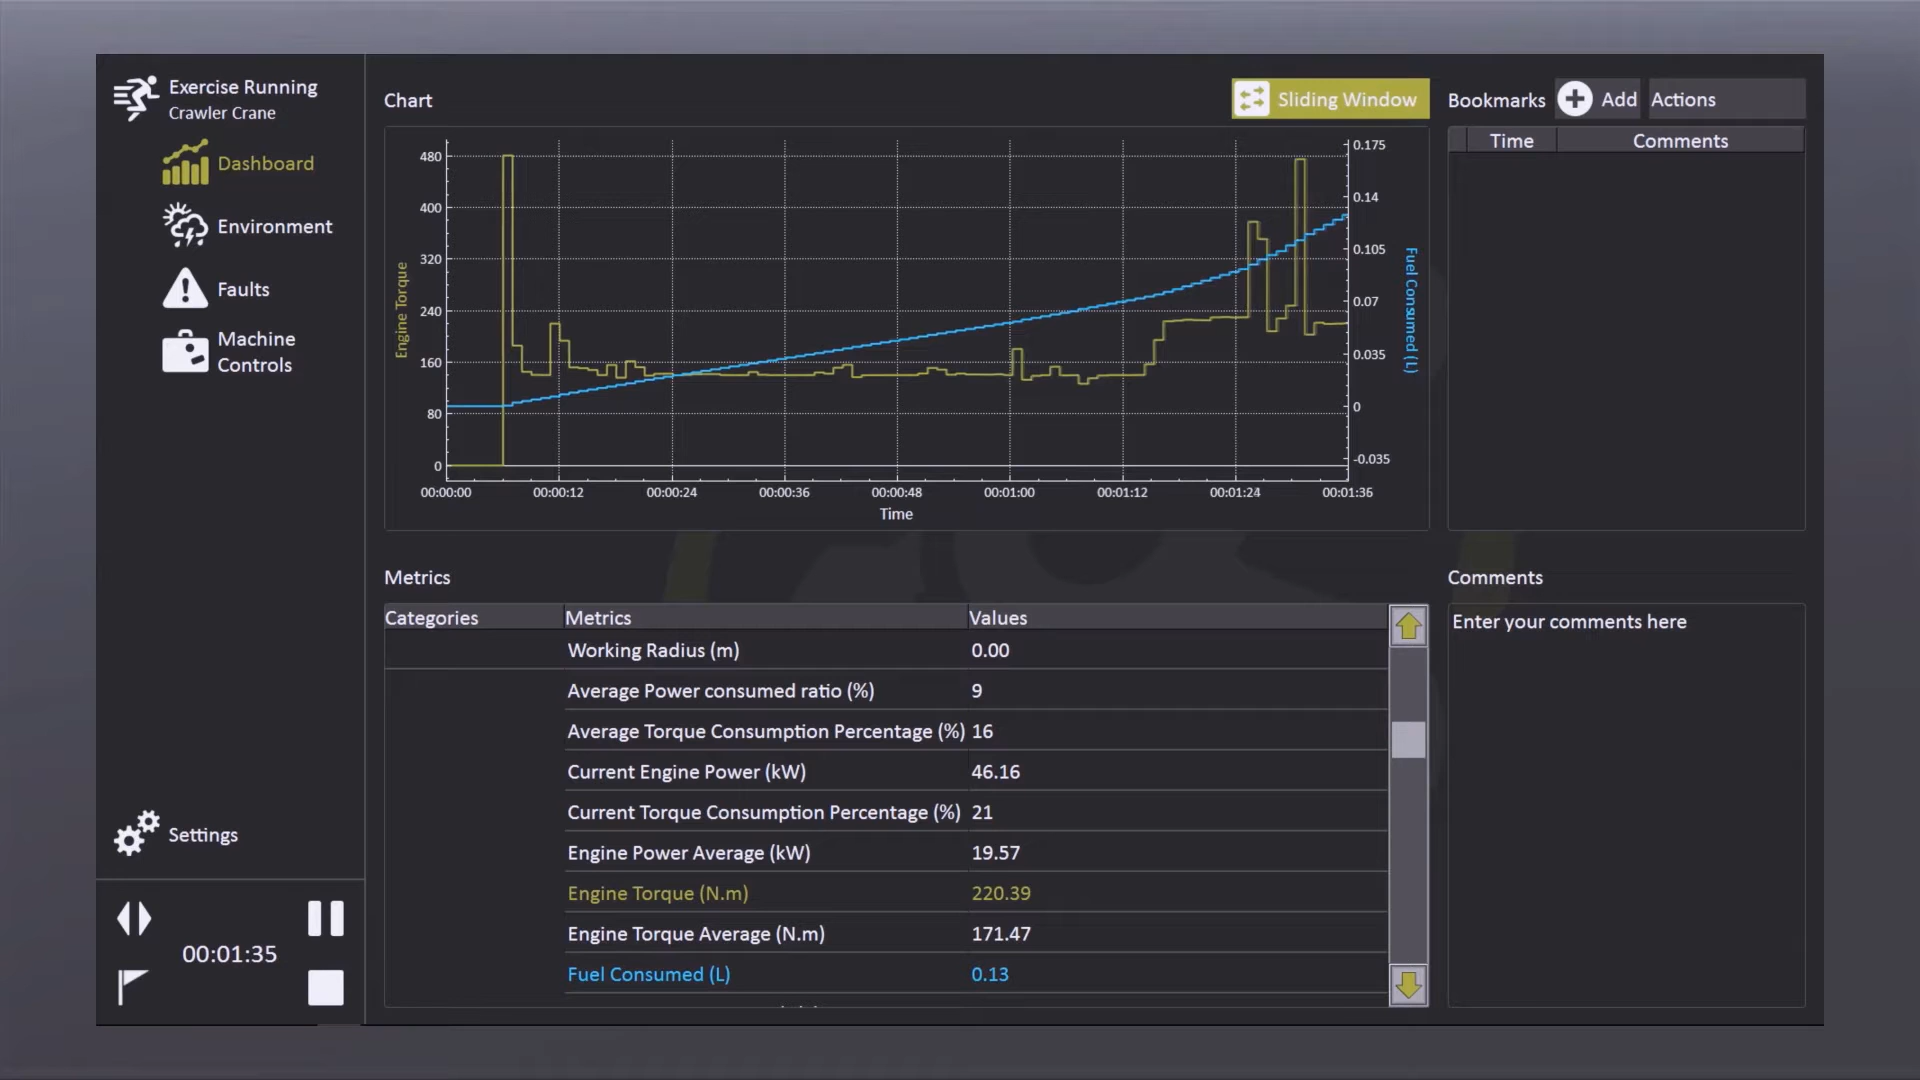 Exercise Running
Crawler Crane
Dashboard
Environment
Faults
Machine
Controls
Settings
00:01:35
Chart
Sliding Window
480
400
320
240
160
80
0
Engine Torque
0.175
0.14
0.105
0.07
0.035
0
-0.035
Fuel Consumed (L)
00:00:00 00:00:12 00:00:24 00:00:36 00:00:48 00:01:00 00:01:12 00:01:24 00:01:36
Time
Bookmarks Add Actions
Time Comments
Metrics
Categories Metrics Values
Working Radius (m) 0.00
Average Power consumed ratio (%) 9
Average Torque Consumption Percentage (%) 16
Current Engine Power (kW) 46.16
Current Torque Consumption Percentage (%) 21
Engine Power Average (kW) 19.57
Engine Torque (N.m) 220.39
Engine Torque Average (N.m) 171.47
Fuel Consumed (L) 0.13
Comments
Enter your comments here